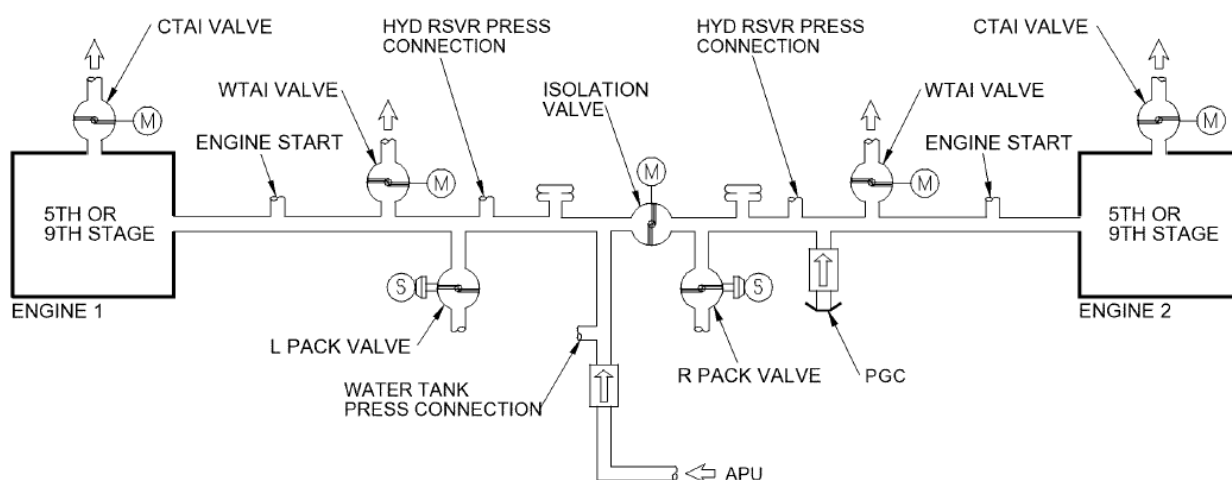 CTAI VALVE
HYD RSVR PRESS
CONNECTION
HYD RSVR PRESS
CONNECTION
CTAI VALVE
WTAI VALVE
ISOLATION
VALVE
WTAI VALVE
M
ENGINE START
ENGINE START
M
M
M
M
5TH OR
9TH STAGE
5TH OR
9TH STAGE
S
S
ENGINE 1
ENGINE 2
L PACK VALVE
R PACK VALVE
PGC
WATER TANK
PRESS CONNECTION
APU